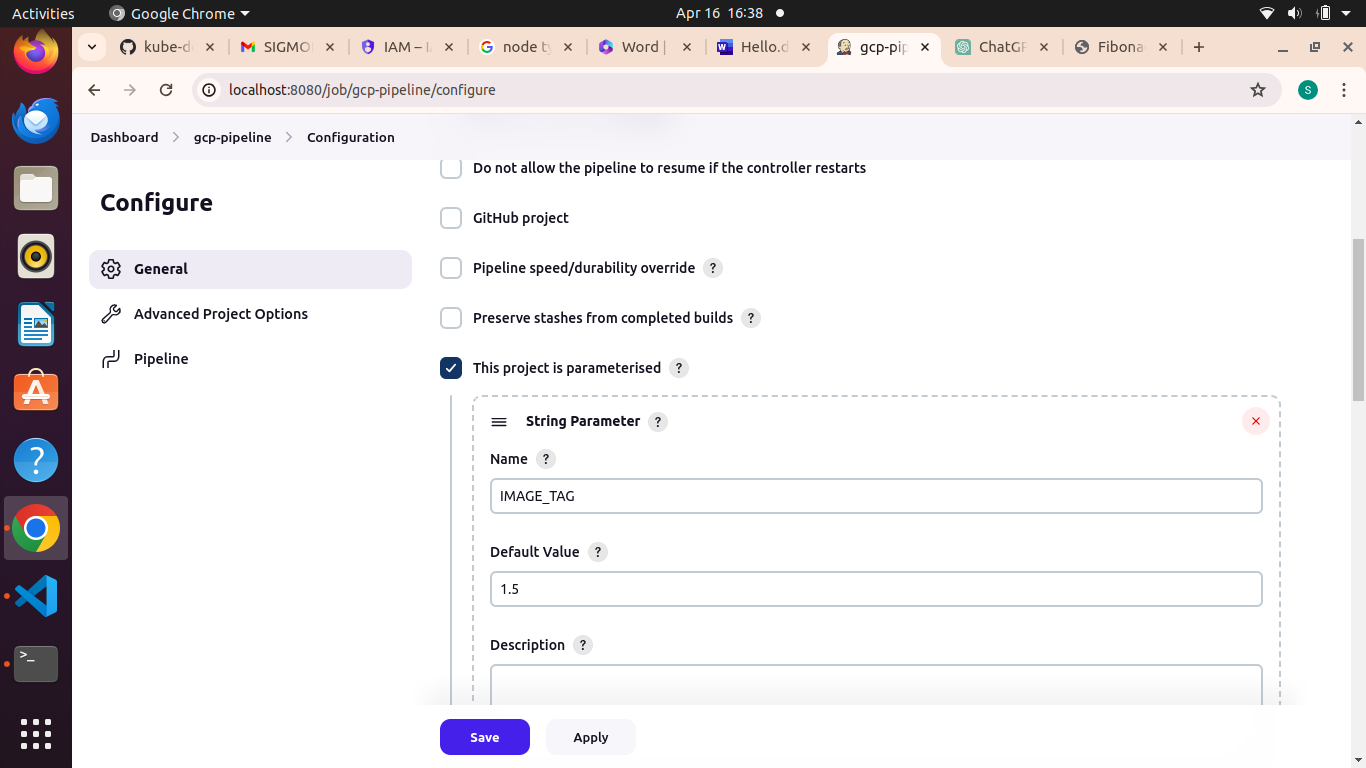 Activities Google Chrome Apr 16 16:38
kube-d SIGMO IAM – I node ty Word | Hello.d gcp-pip ChatGP Fibona
localhost:8080/job/gcp-pipeline/configure S
Dashboard gcp-pipeline Configuration
Do not allow the pipeline to resume if the controller restarts
Configure
GitHub project
General
Pipeline speed/durability override ?
Advanced Project Options
Preserve stashes from completed builds ?
Pipeline
This project is parameterised ?
String Parameter ?
Name ?
IMAGE_TAG
Default Value ?
1.5
Description ?
Save Apply